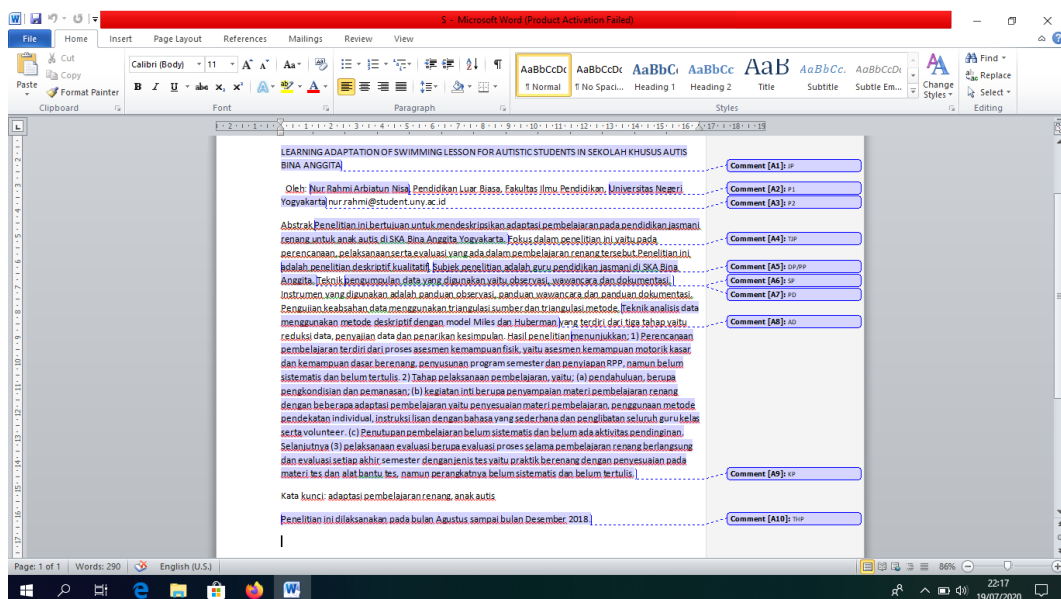 S - Microsoft Word (Product Activation Failed)
File Home Insert Page Layout References Mailings Review View
Cut
Copy
Format Painter
Paste
Clipboard
Calibri (Body) 11
Font
Paragraph
AaBbCcDc AaBbCcDc AaBbC AaBbCc AaB AaBbCc. AaBbCcDc
¶ Normal ¶ No Spaci... Heading 1 Heading 2 Title Subtitle Subtle Em...
Change Styles
Styles
Find
Replace
Select
Editing
LEARNING ADAPTATION OF SWIMMING LESSON FOR AUTISTIC STUDENTS IN SEKOLAH KHUSUS AUTIS
BINA ANGGITA
Oleh: Nur Rahmi Arbiatun Nisa, Pendidikan Luar Biasa, Fakultas Ilmu Pendidikan, Universitas Negeri
Yogyakarta nur.rahmi@student.uny.ac.id
Abstrak Penelitian ini bertujuan untuk mendeskripsikan adaptasi pembelajaran pada pendidikan jasmani
renang untuk anak autis di SKA Bina Anggita Yogyakarta. Fokus dalam penelitian ini yaitu pada
perencanaan, pelaksanaan serta evaluasi yang ada dalam pembelajaran renang tersebut.Penelitian ini
adalah penelitian deskriptif kualitatif. Subjek penelitian adalah guru pendidikan jasmani di SKA Bina
Anggita. Teknik pengumpulan data yang digunakan yaitu observasi, wawancara dan dokumentasi.
Instrumen yang digunakan adalah panduan observasi, panduan wawancara dan panduan dokumentasi.
Pengujian keabsahan data menggunakan triangulasi sumber dan triangulasi metode. Teknik analisis data
menggunakan metode deskriptif dengan model Miles dan Huberman yang terdiri dari tiga tahap yaitu
reduksi data, penyajian data dan penarikan kesimpulan. Hasil penelitian menunjukkan; 1) Perencanaan
pembelajaran terdiri dari proses asesmen kemampuan fisik, yaitu asesmen kemampuan motorik kasar
dan kemampuan dasar berenang, penyusunan program semester dan penyiapan RPP, namun belum
sistematis dan belum tertulis. 2) Tahap pelaksanaan pembelajaran, yaitu; (a) pendahuluan, berupa
pengkondisian dan pemanasan; (b) kegiatan inti berupa penyampaian materi pembelajaran renang
dengan beberapa adaptasi pembelajaran yaitu penyesuaian materi pembelajaran, penggunaan metode
pendekatan individual, instruksi lisan dengan bahasa yang sederhana dan penglibatan seluruh guru kelas
serta volunteer. (c) Penutupan pembelajaran belum sistematis dan belum ada aktivitas pendinginan.
Selanjutnya (3) pelaksanaan evaluasi berupa evaluasi proses selama pembelajaran renang berlangsung
dan evaluasi setiap akhir semester dengan jenis tes yaitu praktik berenang dengan penyesuaian pada
materi tes dan alat bantu tes, namun perangkatnya belum sistematis dan belum tertulis.
Kata kunci: adaptasi pembelajaran renang, anak autis
Penelitian ini dilaksanakan pada bulan Agustus sampai bulan Desember 2018.
Comment [A1]: JP
Comment [A2]: P1
Comment [A3]: P2
Comment [A4]: TJP
Comment [A5]: DP/PP
Comment [A6]: SP
Comment [A7]: PD
Comment [A8]: AD
Comment [A9]: KP
Comment [A10]: THP
Page: 1 of 1 Words: 290 English (U.S.) 86%
22:17
19/07/2020